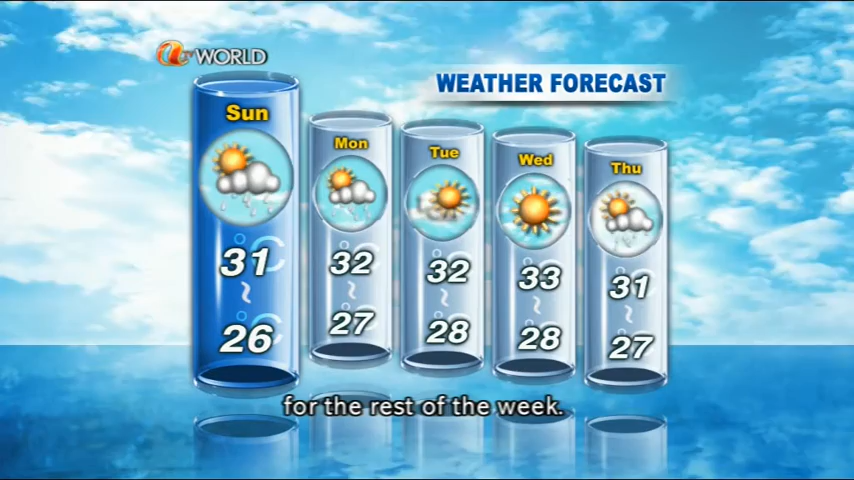 aTV WORLD
WEATHER FORECAST
Sun
Mon
Tue
Wed
Thu
31 °C
32 °C
32 °C
33 °C
31 °C
~
~
~
~
~
26 °C
27 °C
28 °C
28 °C
27 °C
for the rest of the week.